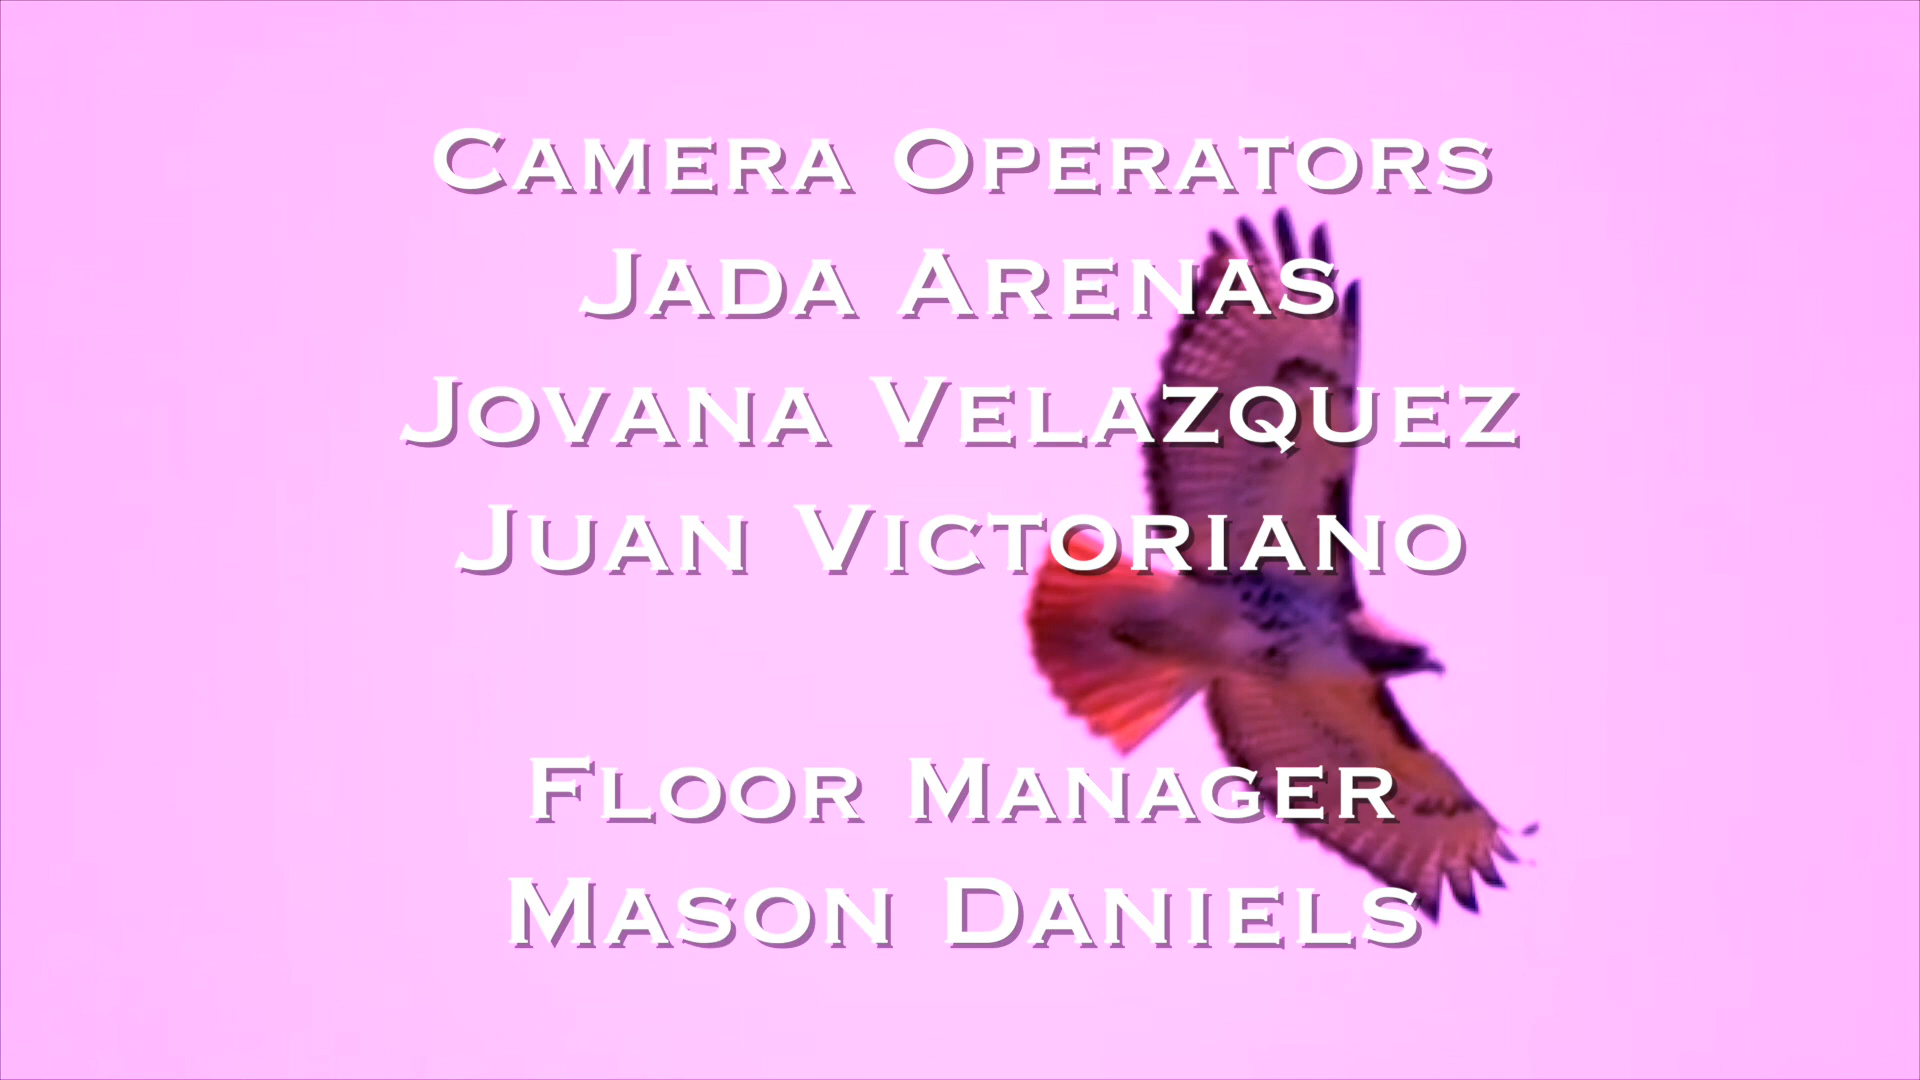 Camera Operators
Jada Arenas
Jovana Velazquez
Juan Victoriano
Floor Manager
Mason Daniels